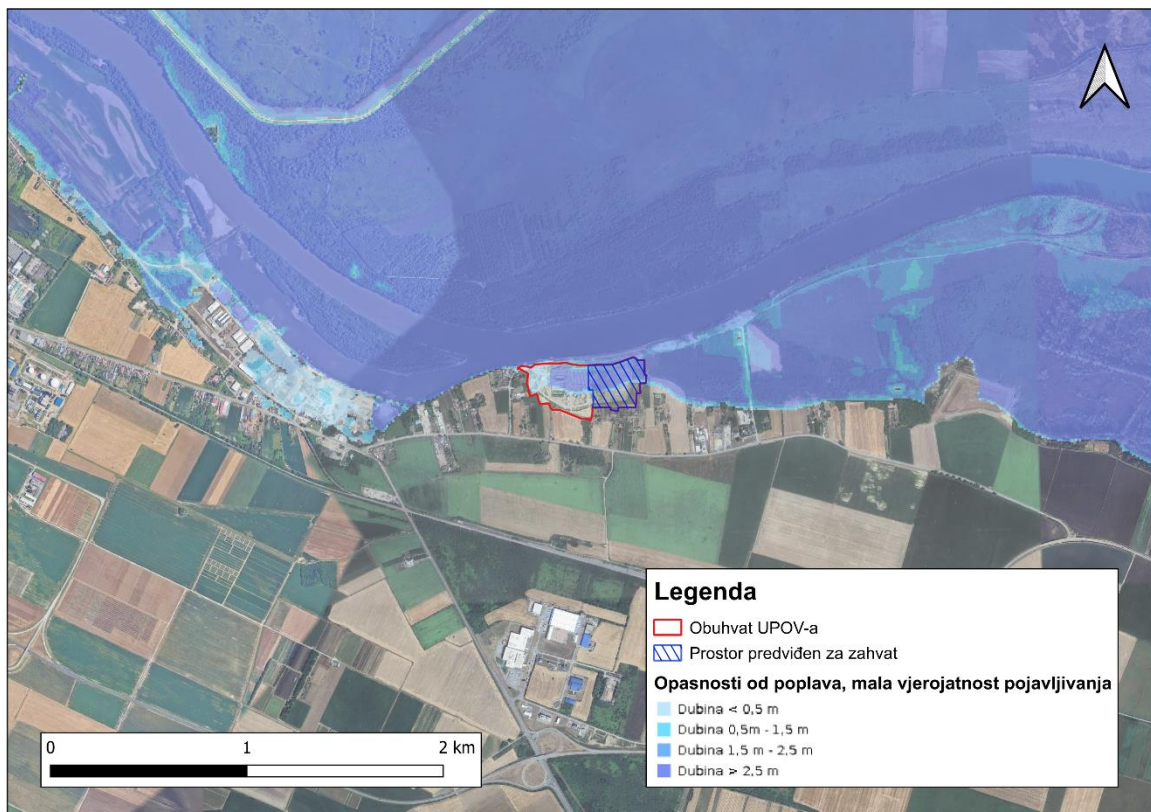 Legenda
Obuhvat UPOV-a
Prostor predviđen za zahvat
Opasnosti od poplava, mala vjerojatnost pojavljivanja
Dubina < 0,5 m
Dubina 0,5m - 1,5 m
Dubina 1,5 m - 2,5 m
Dubina > 2,5 m
0 1 2 km